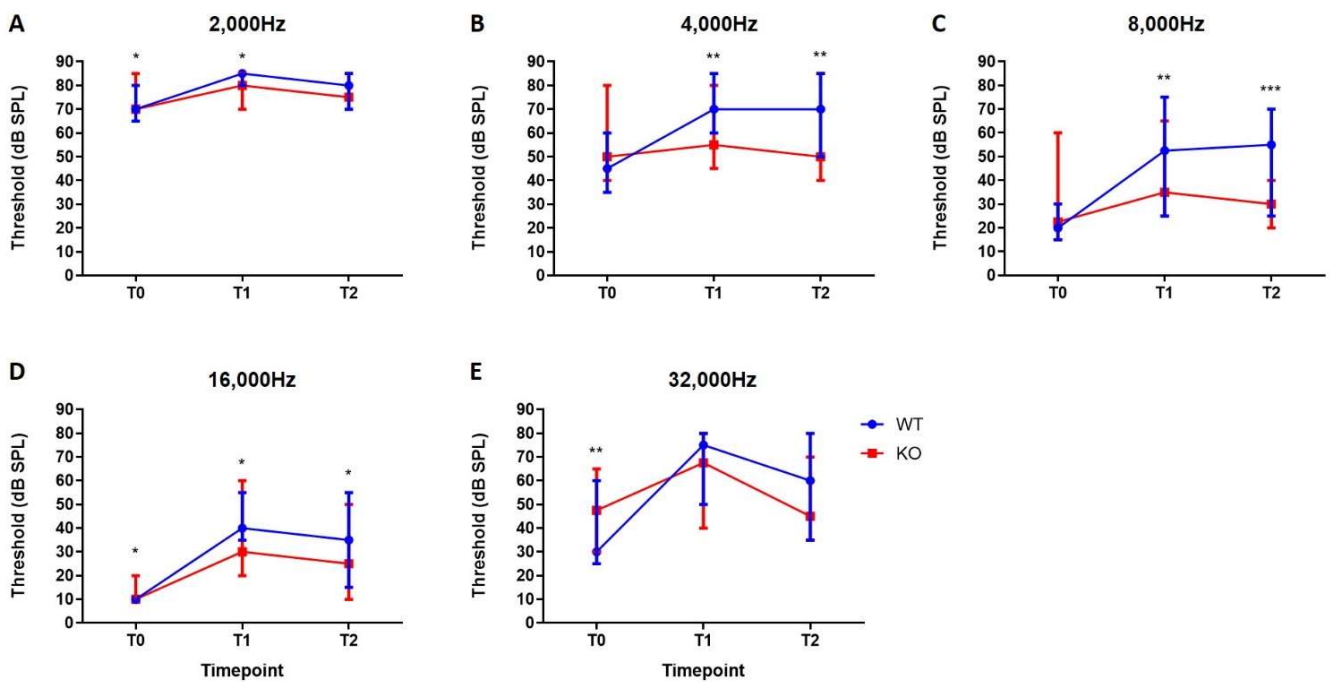 A
2,000Hz
* *
Threshold (dB SPL)
90
80
70
60
50
40
30
20
10
0
T0 T1 T2
B
4,000Hz
** **
Threshold (dB SPL)
90
80
70
60
50
40
30
20
10
0
T0 T1 T2
C
8,000Hz
** ***
Threshold (dB SPL)
90
80
70
60
50
40
30
20
10
0
T0 T1 T2
D
16,000Hz
* * *
Threshold (dB SPL)
90
80
70
60
50
40
30
20
10
0
T0 T1 T2
Timepoint
E
32,000Hz
**
Threshold (dB SPL)
90
80
70
60
50
40
30
20
10
0
T0 T1 T2
Timepoint
WT
KO